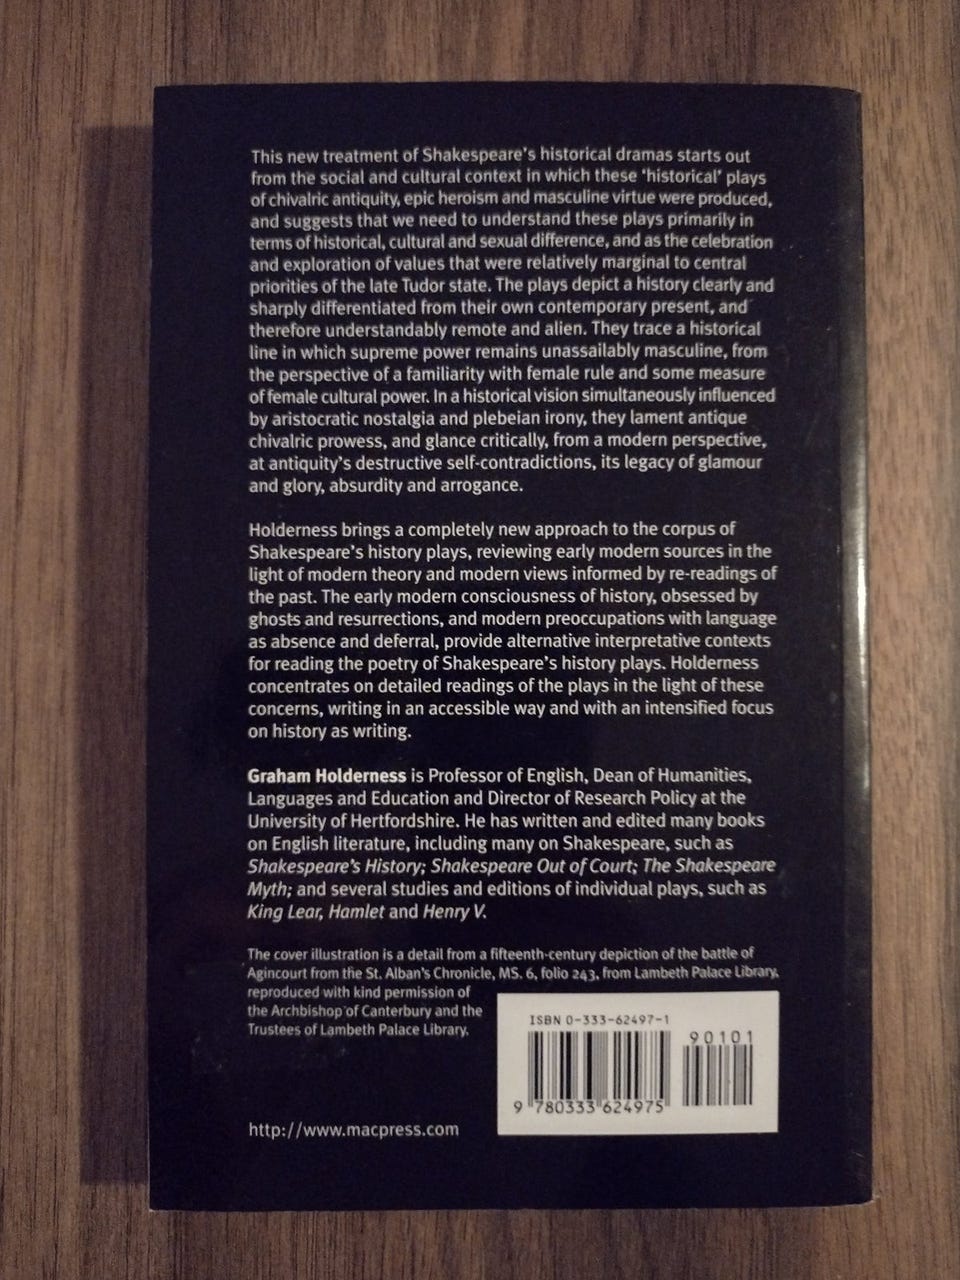 This new treatment of Shakespeare's historical dramas starts out
from the social and cultural context in which these 'historical' plays
of chivalric antiquity, epic heroism and masculine virtue were produced,
and suggests that we need to understand these plays primarily in
terms of historical, cultural and sexual difference, and as the celebration
and exploration of values that were relatively marginal to central
priorities of the late Tudor state. The plays depict a history clearly and
sharply differentiated from their own contemporary present, and
therefore understandably remote and alien. They trace a historical
line in which supreme power remains unassailably masculine, from
the perspective of a familiarity with female rule and some measure
of female cultural power. In a historical vision simultaneously influenced
by aristocratic nostalgia and plebeian irony, they lament antique
chivalric prowess, and glance critically, from a modern perspective,
at antiquity's destructive self-contradictions, its legacy of glamour
and glory, absurdity and arrogance.
Holderness brings a completely new approach to the corpus of
Shakespeare's history plays, reviewing early modern sources in the
light of modern theory and modern views informed by re-readings of
the past. The early modern consciousness of history, obsessed by
ghosts and resurrections, and modern preoccupations with language
as absence and deferral, provide alternative interpretative contexts
for reading the poetry of Shakespeare's history plays. Holderness
concentrates on detailed readings of the plays in the light of these
concerns, writing in an accessible way and with an intensified focus
on history as writing.
Graham Holderness is Professor of English, Dean of Humanities,
Languages and Education and Director of Research Policy at the
University of Hertfordshire. He has written and edited many books
on English literature, including many on Shakespeare, such as
Shakespeare's History; Shakespeare Out of Court; The Shakespeare
Myth; and several studies and editions of individual plays, such as
King Lear, Hamlet and Henry V.
The cover illustration is a detail from a fifteenth-century depiction of the battle of
Agincourt from the St. Alban's Chronicle, MS. 6, folio 243, from Lambeth Palace Library,
reproduced with kind permission of
the Archbishop of Canterbury and the
Trustees of Lambeth Palace Library.
ISBN 0-333-62497-1
90101
9 780333 624975
http://www.macpress.com